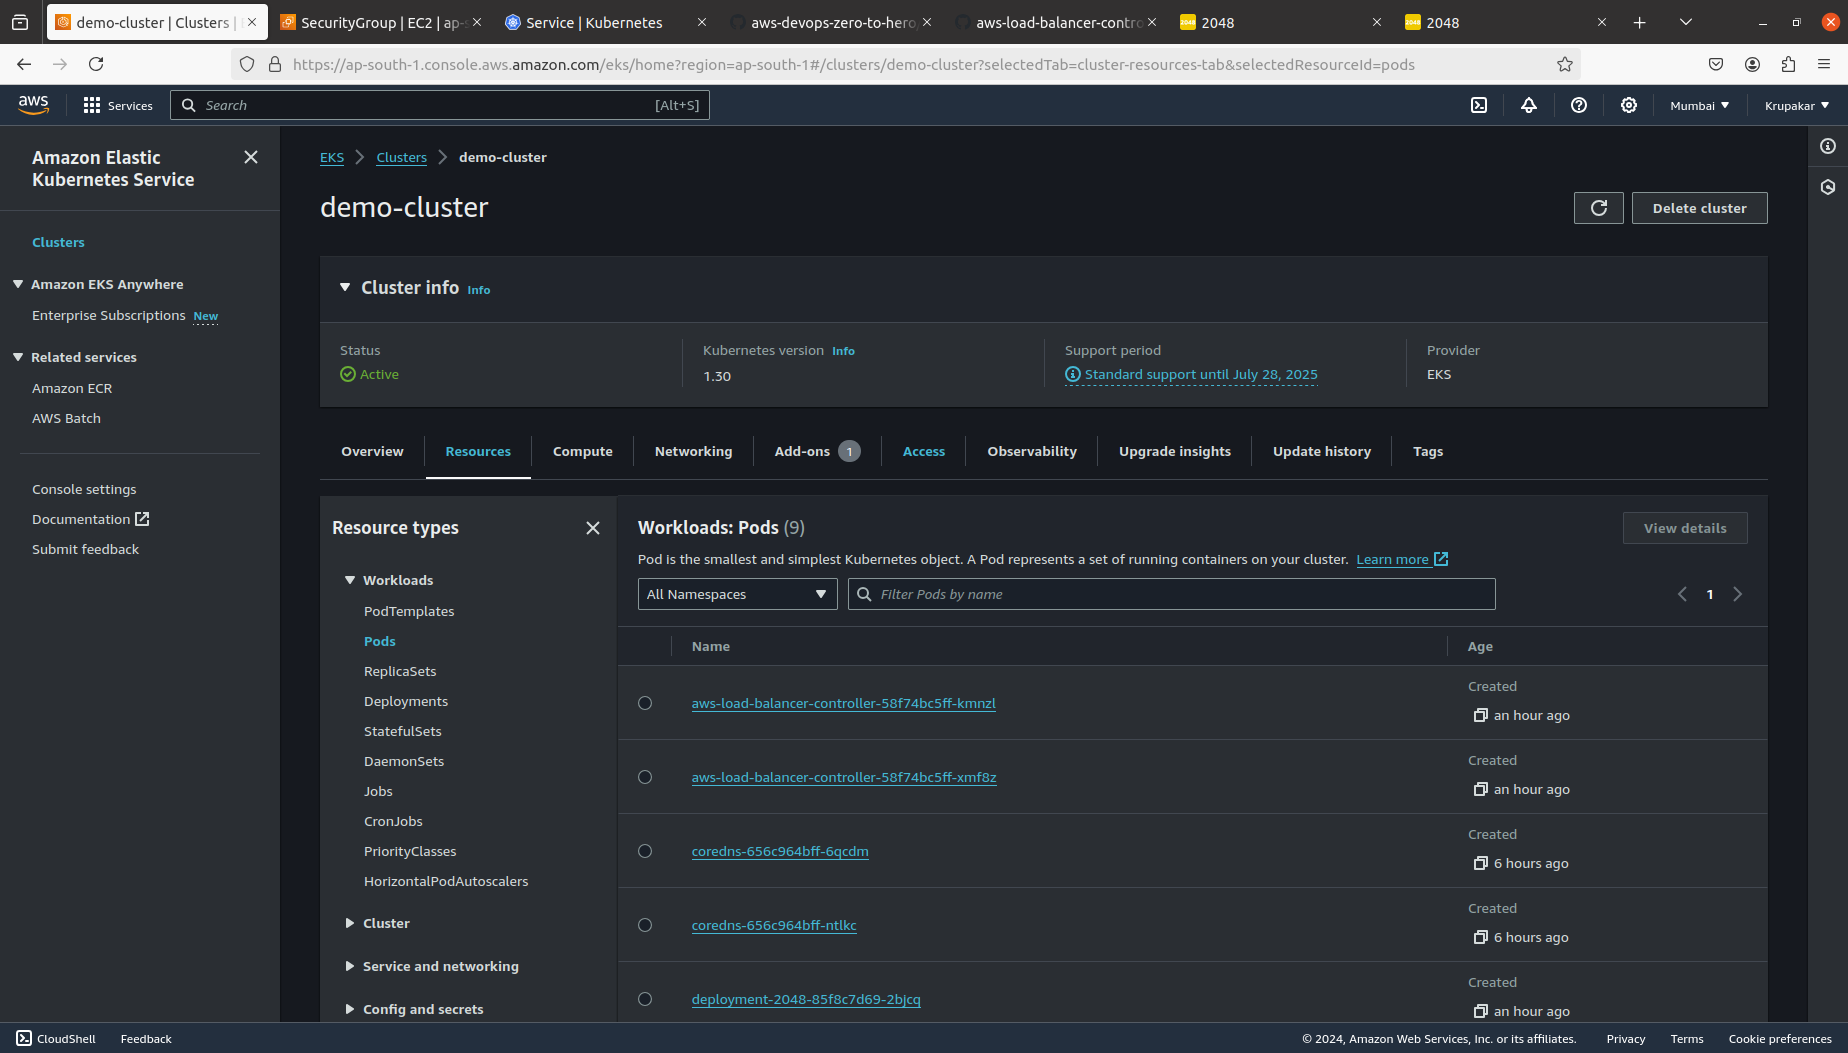 demo-cluster | Clusters |
SecurityGroup | EC2 | ap-s
Service | Kubernetes
aws-devops-zero-to-hero
aws-load-balancer-contro
2048
2048
https://ap-south-1.console.aws.amazon.com/eks/home?region=ap-south-1#/clusters/demo-cluster?selectedTab=cluster-resources-tab&selectedResourceId=pods
aws
Services
Search
[Alt+S]
Mumbai
Krupakar
Amazon Elastic
Kubernetes Service
Clusters
Amazon EKS Anywhere
Enterprise Subscriptions New
Related services
Amazon ECR
AWS Batch
Console settings
Documentation
Submit feedback
EKS
Clusters
demo-cluster
demo-cluster
Delete cluster
Cluster info Info
Status
Active
Kubernetes version Info
1.30
Support period
Standard support until July 28, 2025
Provider
EKS
Overview
Resources
Compute
Networking
Add-ons 1
Access
Observability
Upgrade insights
Update history
Tags
Resource types
Workloads
PodTemplates
Pods
ReplicaSets
Deployments
StatefulSets
DaemonSets
Jobs
CronJobs
PriorityClasses
HorizontalPodAutoscalers
Cluster
Service and networking
Config and secrets
Workloads: Pods (9)
View details
Pod is the smallest and simplest Kubernetes object. A Pod represents a set of running containers on your cluster. Learn more
All Namespaces
Filter Pods by name
1
Name
Age
aws-load-balancer-controller-58f74bc5ff-kmnzl
Created
an hour ago
aws-load-balancer-controller-58f74bc5ff-xmf8z
Created
an hour ago
coredns-656c964bff-6qcdm
Created
6 hours ago
coredns-656c964bff-ntlkc
Created
6 hours ago
deployment-2048-85f8c7d69-2bjcq
Created
an hour ago
CloudShell
Feedback
© 2024, Amazon Web Services, Inc. or its affiliates.
Privacy
Terms
Cookie preferences